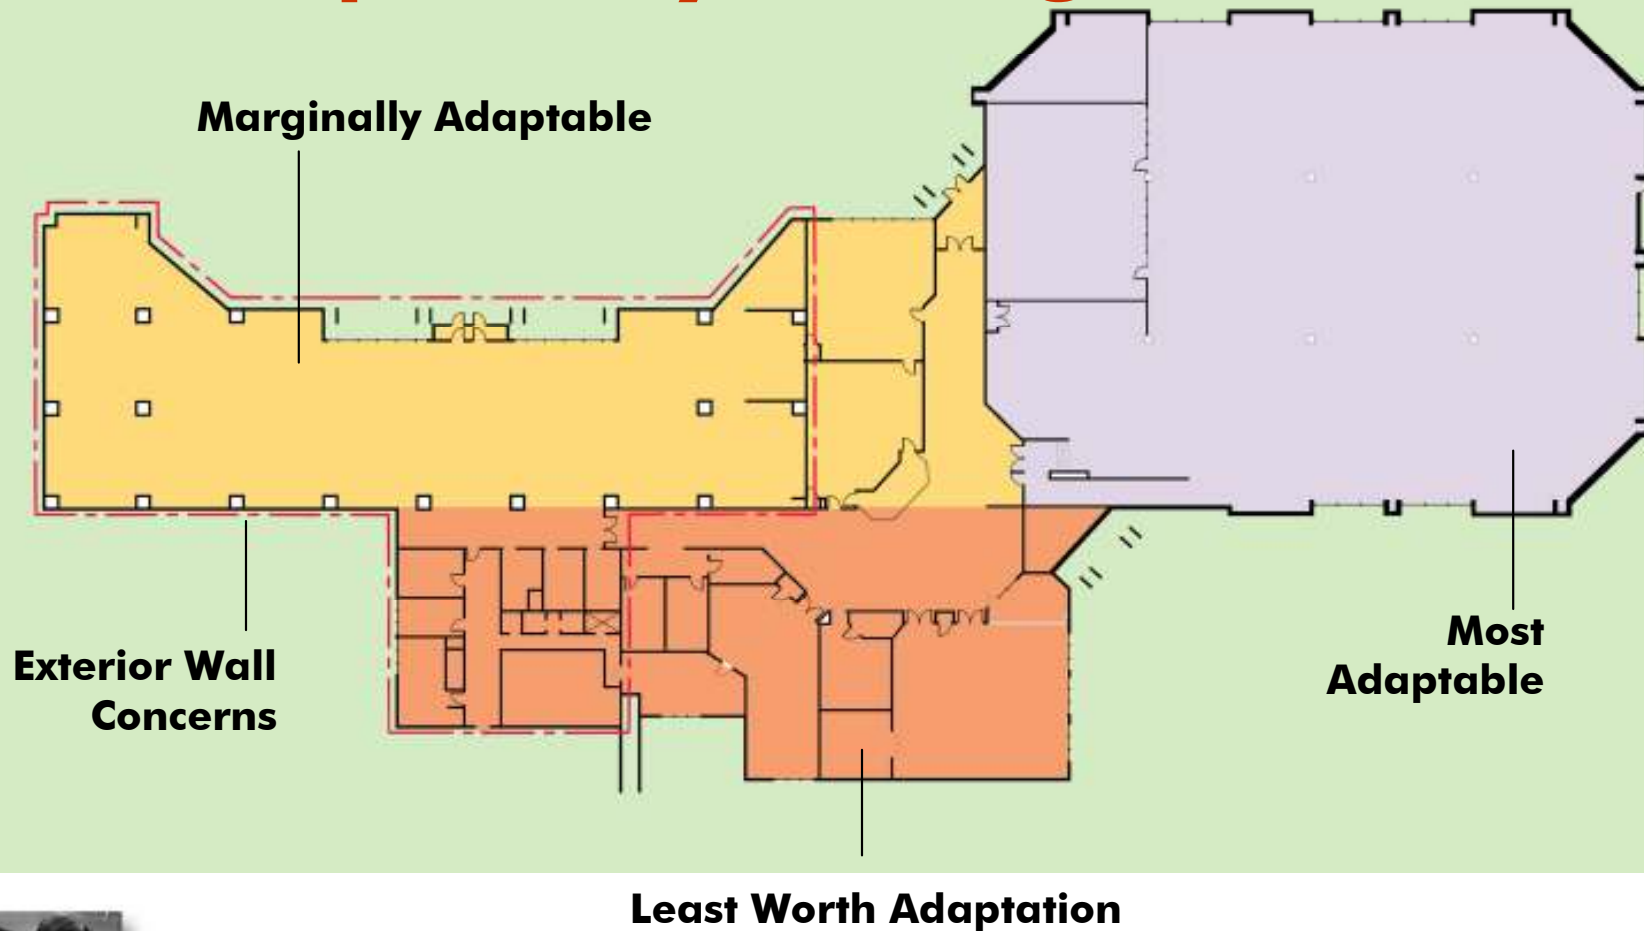 Marginally Adaptable
Exterior Wall
Concerns
Most
Adaptable
Least Worth Adaptation